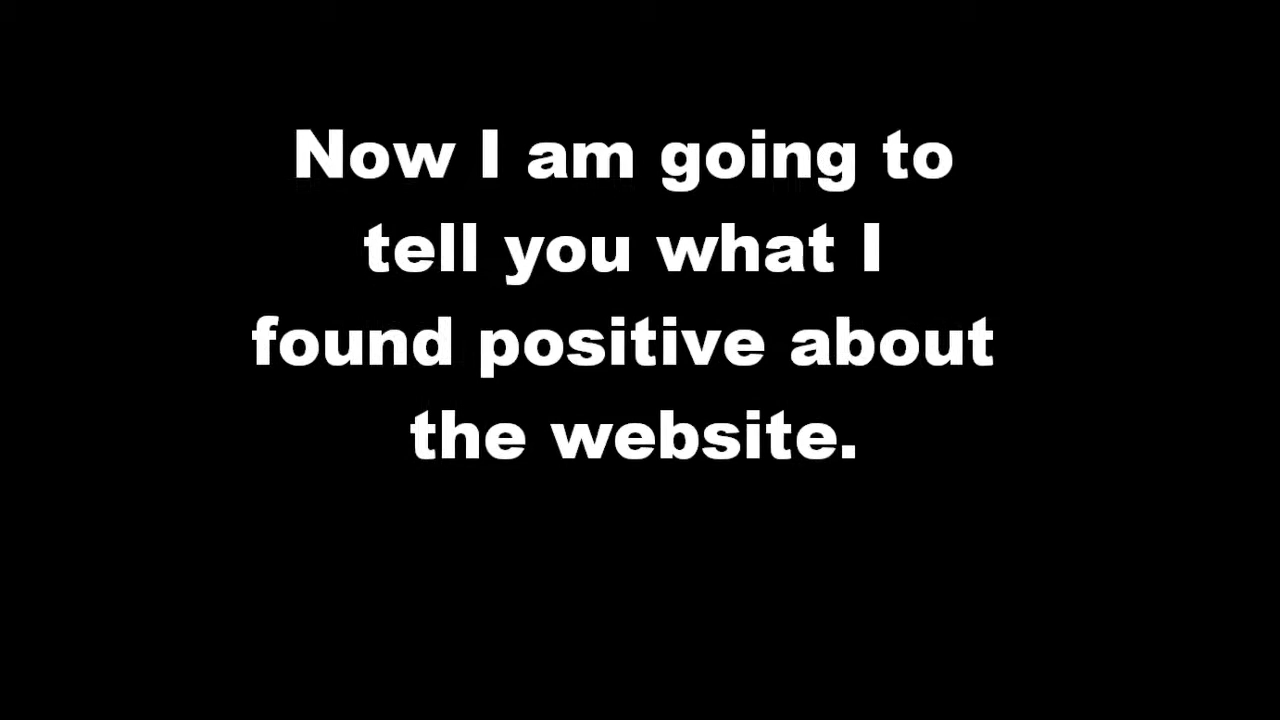 Now I am going to
tell you what I
found positive about
the website.